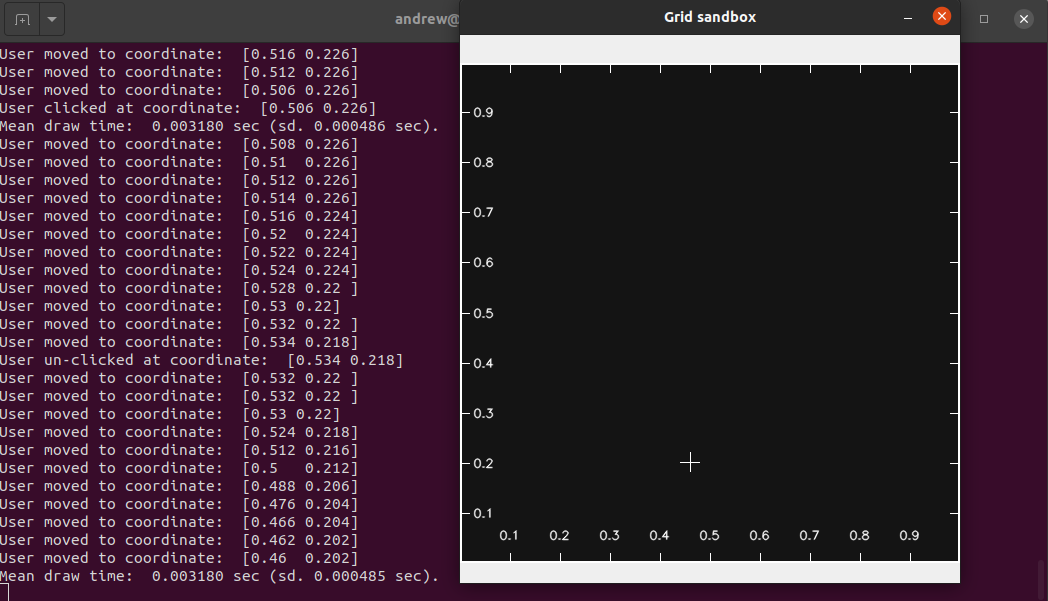 andrew@
User moved to coordinate:  [0.516 0.226]
User moved to coordinate:  [0.512 0.226]
User moved to coordinate:  [0.506 0.226]
User clicked at coordinate:  [0.506 0.226]
Mean draw time:  0.003180 sec (sd. 0.000486 sec).
User moved to coordinate:  [0.508 0.226]
User moved to coordinate:  [0.51  0.226]
User moved to coordinate:  [0.512 0.226]
User moved to coordinate:  [0.514 0.226]
User moved to coordinate:  [0.516 0.224]
User moved to coordinate:  [0.52  0.224]
User moved to coordinate:  [0.522 0.224]
User moved to coordinate:  [0.524 0.224]
User moved to coordinate:  [0.528 0.22 ]
User moved to coordinate:  [0.53 0.22]
User moved to coordinate:  [0.532 0.22 ]
User moved to coordinate:  [0.534 0.218]
User un-clicked at coordinate:  [0.534 0.218]
User moved to coordinate:  [0.532 0.22 ]
User moved to coordinate:  [0.532 0.22 ]
User moved to coordinate:  [0.53 0.22]
User moved to coordinate:  [0.524 0.218]
User moved to coordinate:  [0.512 0.216]
User moved to coordinate:  [0.5   0.212]
User moved to coordinate:  [0.488 0.206]
User moved to coordinate:  [0.476 0.204]
User moved to coordinate:  [0.466 0.204]
User moved to coordinate:  [0.462 0.202]
User moved to coordinate:  [0.46  0.202]
Mean draw time:  0.003180 sec (sd. 0.000485 sec).
Grid sandbox
0.9
0.8
0.7
0.6
0.5
0.4
0.3
0.2
0.1
0.1 0.2 0.3 0.4 0.5 0.6 0.7 0.8 0.9